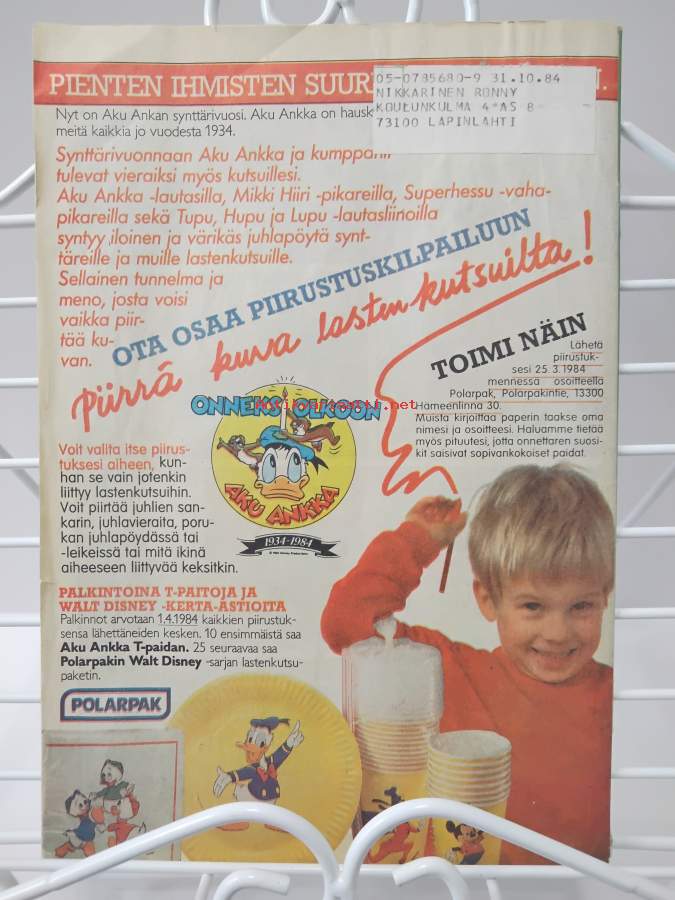 PIENTEN IHMISTEN SUUR
N.
05-0785680-9 31.10.84
NIKKARINEN RONNY
KOULUNKULMA 4 AS 8
73100 LAPINLAHTI
Nyt on Aku Ankan synttärivuosi. Aku Ankka on hausk
meitä kaikkia jo vuodesta 1934.
Synttärivuonnaan Aku Ankka ja kumppanit
tulevat vieraiksi myös kutsuillesi.
Aku Ankka -lautasilla, Mikki Hiiri -pikareilla, Superhessu -vaha-
pikareilla sekä Tupu, Hupu ja Lupu -lautasliinoilla
syntyy iloinen ja värikäs juhlapöytä synt-
täreille ja muille lastenkutsuille.
Sellainen tunnelma ja
meno, josta voisi
vaikka piir-
tää ku-
van.
OTA OSAA PIIRUSTUSKILPAILUUN
Piirrä kuva lasten kutsuilta!
TOIMI NÄIN
Lähetä
piirustuk-
sesi 25.3.1984
mennessä osoitteella
Polarpak, Polarpakintie, 13300
Hämeenlinna 30.
Muista kirjoittaa paperin taakse oma
nimesi ja osoitteesi. Haluamme tietää
myös pituutesi, jotta onnettaren suosi-
kit saisivat sopivankokoiset paidat.
ONNEKSI OLKOON
AKU ANKKA
1934-1984
antikvariaatti.net
Voit valita itse piirus-
tuksesi aiheen, kun-
han se vain jotenkin
liittyy lastenkutsuihin.
Voit piirtää juhlien san-
karin, juhlavieraita, poru-
kan juhlapöydässä tai
-leikeissä tai mitä ikinä
aiheeseen liittyvää keksitkin.
PALKINTOINA T-PAITOJA JA
WALT DISNEY -KERTA-ASTIOITA
Palkinnot arvotaan 1.4.1984 kaikkien piirustuk-
sensa lähettäneiden kesken. 10 ensimmäistä saa
Aku Ankka T-paidan. 25 seuraavaa saa
Polarpakin Walt Disney -sarjan lastenkutsu-
paketin.
POLARPAK